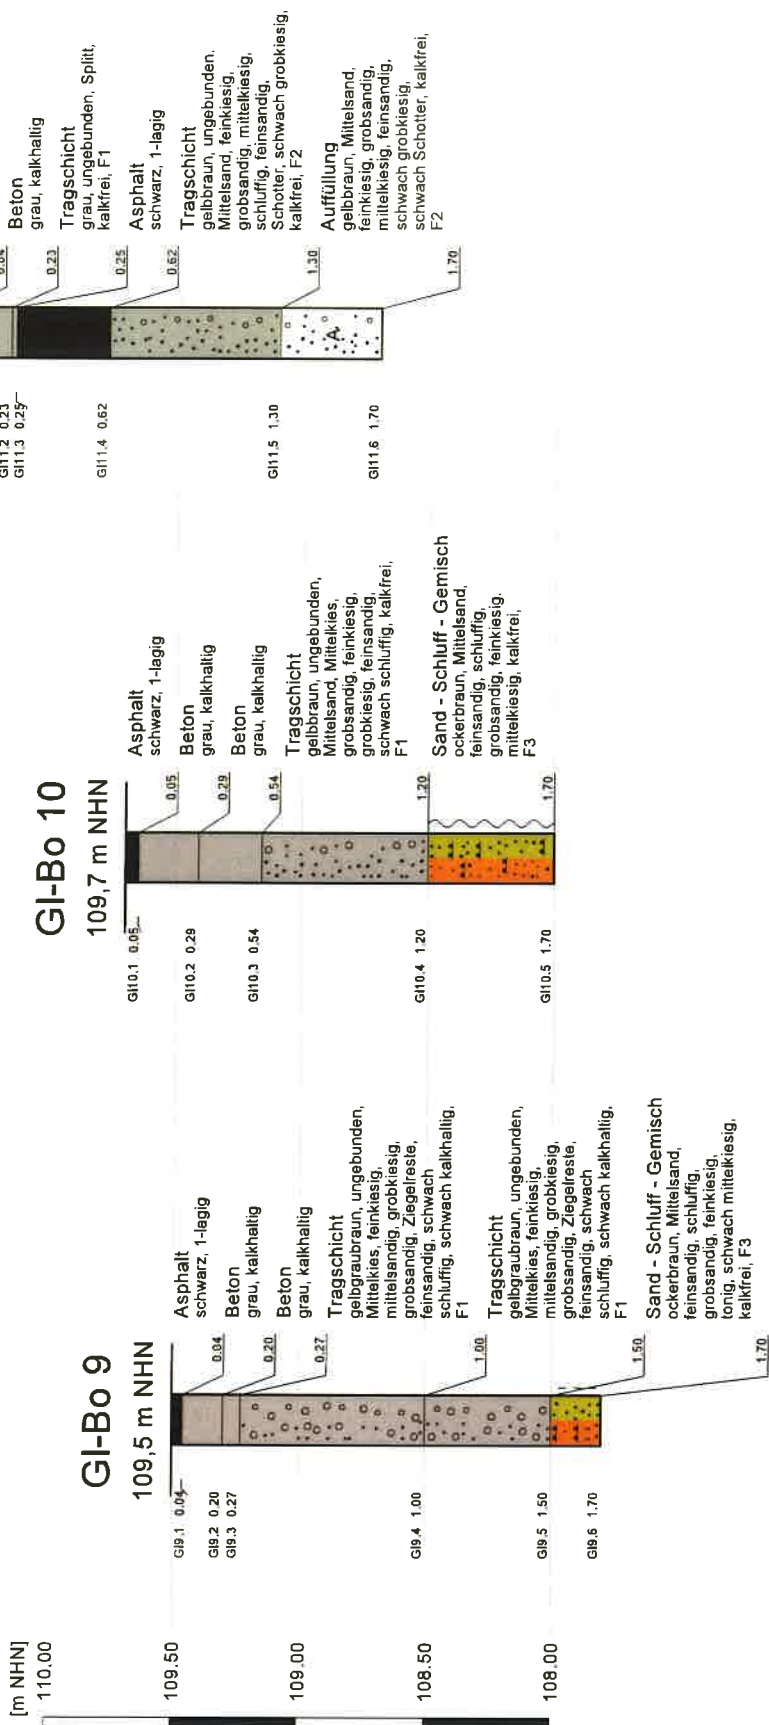 [m NHN]
110.00
109.50
109.00
108.50
108.00
GI-Bo 9
109,5 m NHN
GI9.1 0.04
GI9.2 0.20
GI9.3 0.27
GI9.4 1.00
GI9.5 1.50
GI9.6 1.70
0.04
Asphalt
schwarz, 1-lagig
0.20
Beton
grau, kalkhaltig
0.27
Beton
grau, kalkhaltig
1.00
Tragschicht
gelbgraubraun, ungebunden,
Mittelkies, feinkiesig,
mittelsandig, grobkiesig,
grobsandig, Ziegelreste,
feinsandig, schwach
schluffig, schwach kalkhaltig,
F1
1.50
Tragschicht
gelbgraubraun, ungebunden,
Mittelkies, feinkiesig,
mittelsandig, grobkiesig,
grobsandig, Ziegelreste,
feinsandig, schwach
schluffig, schwach kalkhaltig,
F1
1.70
Sand - Schluff - Gemisch
ockerbraun, Mittelsand,
feinsandig, schluffig,
grobsandig, feinkiesig,
tonig, schwach mittelkiesig,
kalkfrei, F3
GI-Bo 10
109,7 m NHN
GI10.1 0.05
GI10.2 0.29
GI10.3 0.54
GI10.4 1.20
GI10.5 1.70
0.05
Asphalt
schwarz, 1-lagig
0.29
Beton
grau, kalkhaltig
0.54
Beton
grau, kalkhaltig
1.20
Tragschicht
gelbbraun, ungebunden,
Mittelsand, Mittelkies,
grobsandig, feinkiesig,
grobkiesig, feinsandig,
schwach schluffig, kalkfrei,
F1
1.70
Sand - Schluff - Gemisch
ockerbraun, Mittelsand,
feinsandig, schluffig,
grobsandig, feinkiesig,
mittelkiesig, kalkfrei,
F3
GI11.2 0.23
GI11.3 0.25
GI11.4 0.62
GI11.5 1.30
GI11.6 1.70
A
0.04
0.23
Beton
grau, kalkhaltig
0.25
Tragschicht
grau, ungebunden, Splitt,
kalkfrei, F1
0.62
Asphalt
schwarz, 1-lagig
1.30
Tragschicht
gelbbraun, ungebunden,
Mittelsand, feinkiesig,
grobsandig, mittelkiesig,
schluffig, feinsandig,
Schotter, schwach grobkiesig,
kalkfrei, F2
1.70
Auffüllung
gelbbraun, Mittelsand,
feinkiesig, grobsandig,
mittelkiesig, feinsandig,
schwach grobkiesig,
schwach Schotter, kalkfrei,
F2